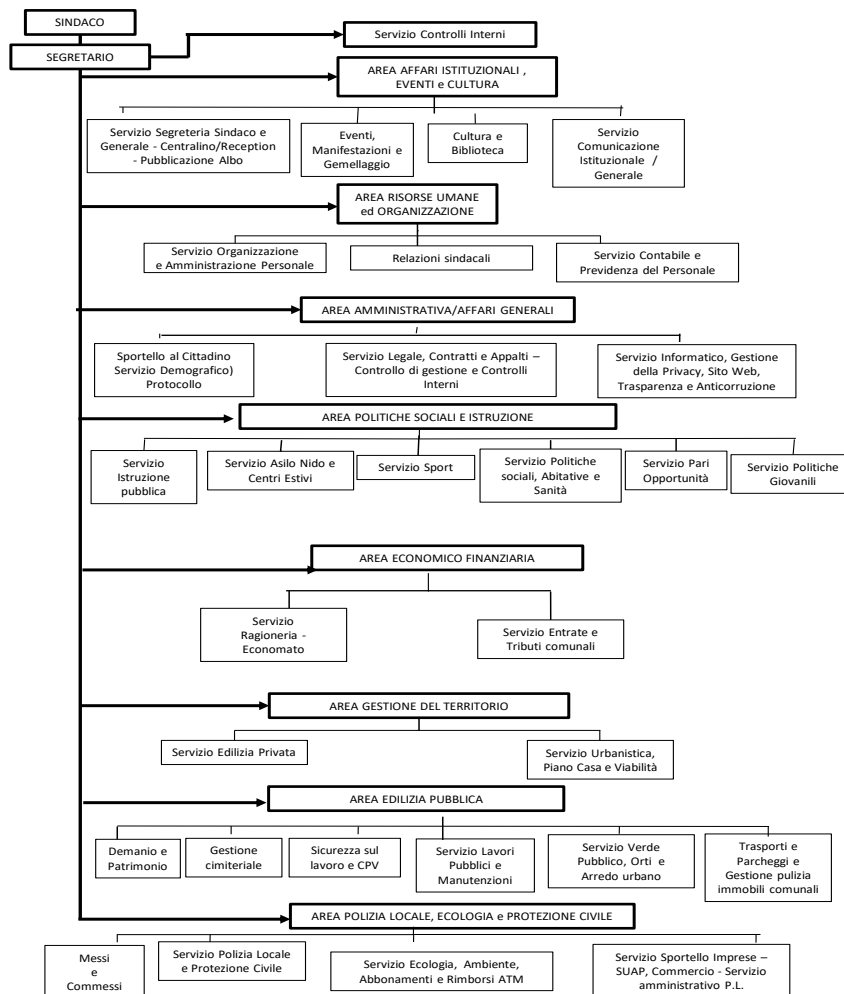 SINDACO
SEGRETARIO
Servizio Controlli Interni
AREA AFFARI ISTITUZIONALI ,
EVENTI e CULTURA
Servizio Segreteria Sindaco e
Generale - Centralino/Reception
- Pubblicazione Albo
Eventi,
Manifestazioni e
Gemellaggio
Cultura e
Biblioteca
Servizio
Comunicazione
Istituzionale /
Generale
AREA RISORSE UMANE
ed ORGANIZZAZIONE
Servizio Organizzazione
e Amministrazione Personale
Relazioni sindacali
Servizio Contabile e
Previdenza del Personale
AREA AMMINISTRATIVA/AFFARI GENERALI
Sportello al Cittadino
Servizio Demografico)
Protocollo
Servizio Legale, Contratti e Appalti –
Controllo di gestione e Controlli
Interni
Servizio Informatico, Gestione
della Privacy, Sito Web,
Trasparenza e Anticorruzione
AREA POLITICHE SOCIALI E ISTRUZIONE
Servizio
Istruzione
pubblica
Servizio Asilo Nido e
Centri Estivi
Servizio Sport
Servizio Politiche
sociali, Abitative e
Sanità
Servizio Pari
Opportunità
Servizio Politiche
Giovanili
AREA ECONOMICO FINANZIARIA
Servizio
Ragioneria -
Economato
Servizio Entrate e
Tributi comunali
AREA GESTIONE DEL TERRITORIO
Servizio Edilizia Privata
Servizio Urbanistica,
Piano Casa e Viabilità
AREA EDILIZIA PUBBLICA
Demanio e
Patrimonio
Gestione
cimiteriale
Sicurezza sul
lavoro e CPV
Servizio Lavori
Pubblici e
Manutenzioni
Servizio Verde
Pubblico, Orti e
Arredo urbano
Trasporti e
Parcheggi e
Gestione pulizia
immobili comunali
AREA POLIZIA LOCALE, ECOLOGIA e PROTEZIONE CIVILE
Messi
e
Commessi
Servizio Polizia Locale
e Protezione Civile
Servizio Ecologia, Ambiente,
Abbonamenti e Rimborsi ATM
Servizio Sportello Imprese –
SUAP, Commercio - Servizio
amministrativo P.L.